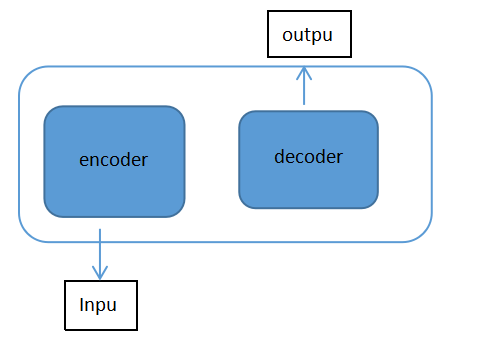 outpu
encoder
decoder
Inpu